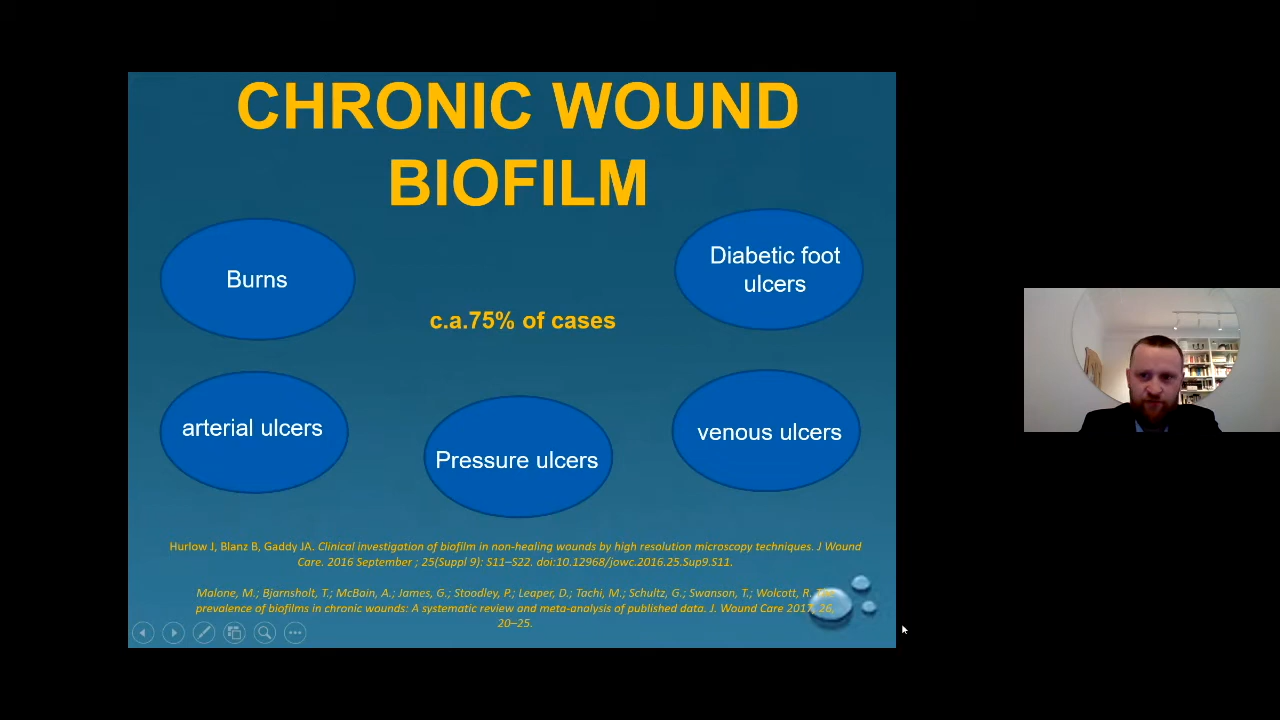 CHRONIC WOUND
BIOFILM
Burns
Diabetic foot
ulcers
c.a.75% of cases
arterial ulcers
Pressure ulcers
venous ulcers
Hurlow J, Blanz B, Gaddy JA. Clinical investigation of biofilm in non-healing wounds by high resolution microscopy techniques. J Wound
Care. 2016 September ; 25(Suppl 9): S11–S22. doi:10.12968/jowc.2016.25.Sup9.S11.
Malone, M.; Bjarnsholt, T.; McBain, A.; James, G.; Stoodley, P.; Leaper, D.; Tachi, M.; Schultz, G.; Swanson, T.; Wolcott, R. The
prevalence of biofilms in chronic wounds: A systematic review and meta-analysis of published data. J. Wound Care 2017, 26,
20–25.